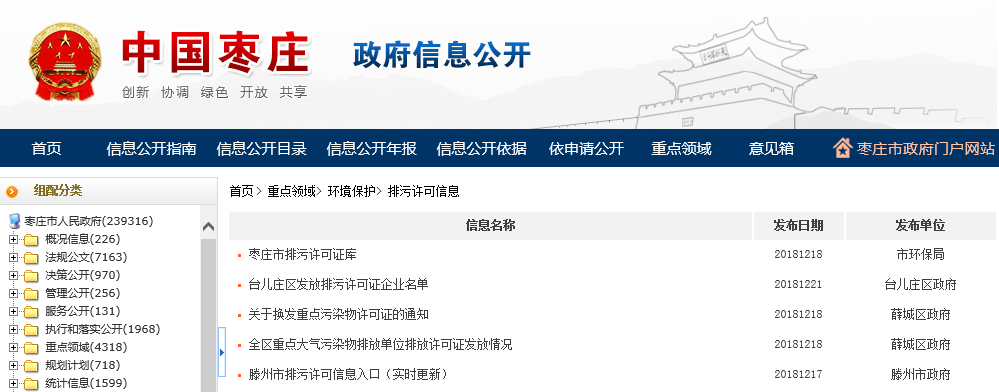 中国枣庄
政府信息公开
创新 协调 绿色 开放 共享
首页 信息公开指南 信息公开目录 信息公开年报 信息公开依据 依申请公开 重点领域 意见箱 枣庄市政府门户网站
组配分类
枣庄市人民政府(239316)
概况信息(226)
法规公文(7163)
决策公开(970)
管理公开(256)
服务公开(131)
执行和落实公开(1968)
重点领域(4318)
规划计划(718)
统计信息(1599)
首页> 重点领域> 环境保护> 排污许可信息
信息名称 发布日期 发布单位
枣庄市排污许可证库 20181218 市环保局
台儿庄区发放排污许可证企业名单 20181221 台儿庄区政府
关于换发重点污染物许可证的通知 20181218 薛城区政府
全区重点大气污染物排放单位排放许可证发放情况 20181218 薛城区政府
滕州市排污许可信息入口（实时更新） 20181217 滕州市政府